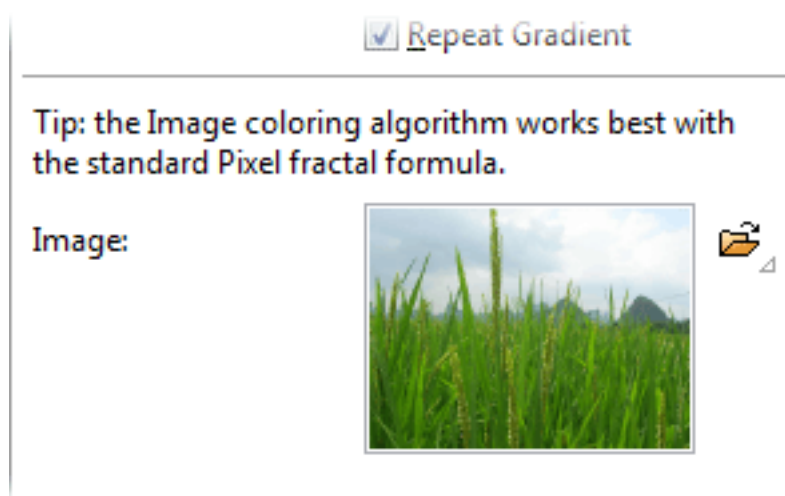 Repeat Gradient
Tip: the Image coloring algorithm works best with
the standard Pixel fractal formula.
Image: